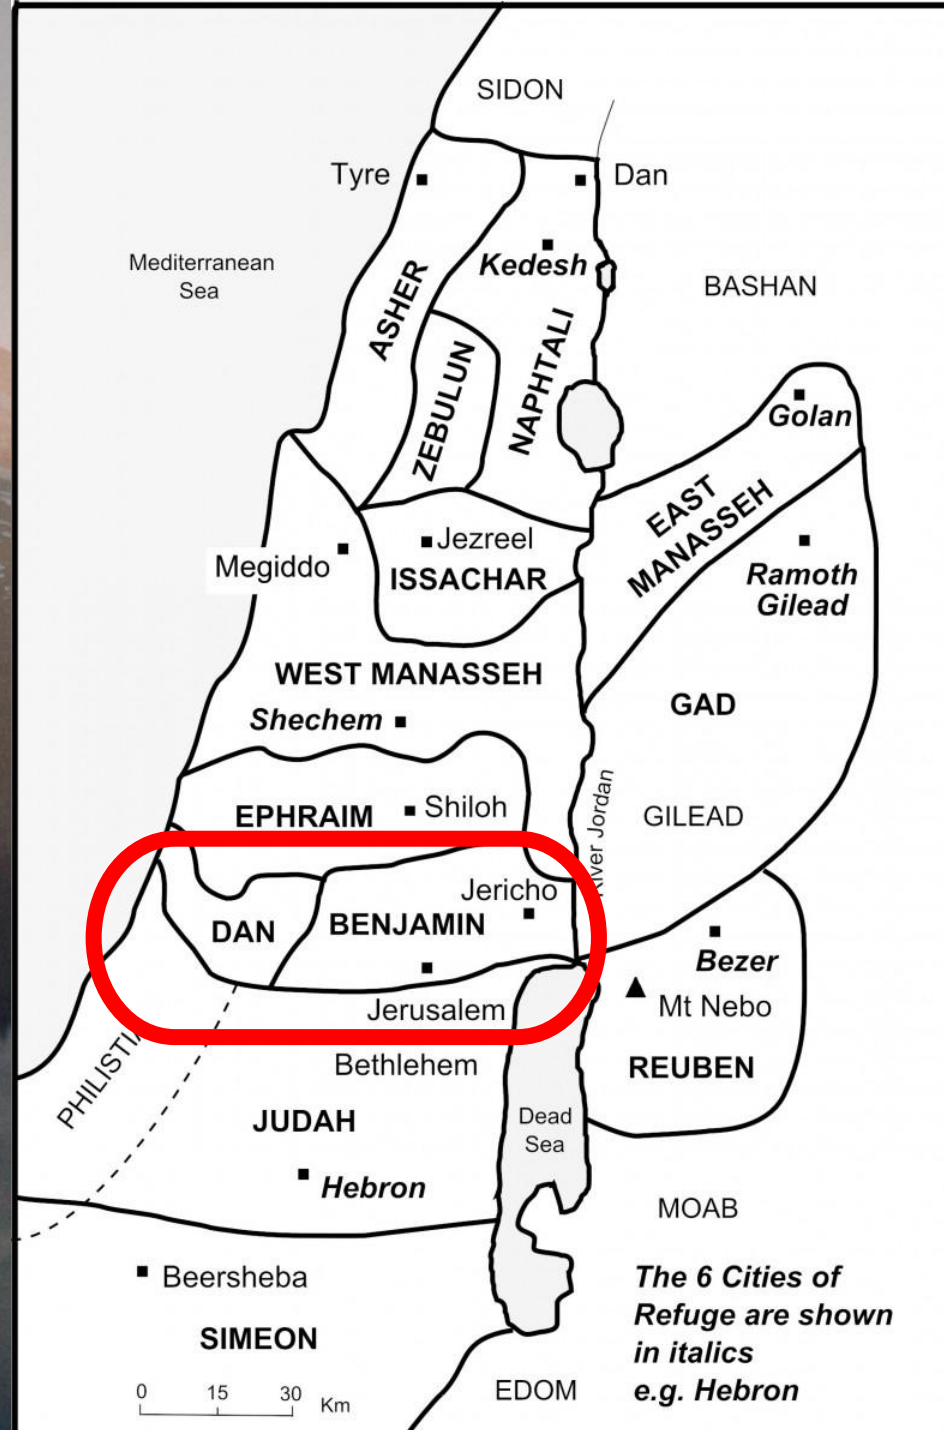 SIDON
Tyre
Dan
Mediterranean
Sea
Kedesh
BASHAN
ASHER
NAPHTALI
ZEBULUN
Golan
EAST
MANASSEH
Jezreel
Megiddo
ISSACHAR
Ramoth
Gilead
WEST MANASSEH
Shechem
GAD
EPHRAIM
Shiloh
GILEAD
River Jordan
Jericho
DAN
BENJAMIN
Bezer
Jerusalem
Mt Nebo
PHILISTIA
Bethlehem
REUBEN
JUDAH
Dead
Sea
Hebron
MOAB
Beersheba
The 6 Cities of
Refuge are shown
in italics
e.g. Hebron
SIMEON
EDOM
0 15 30 Km